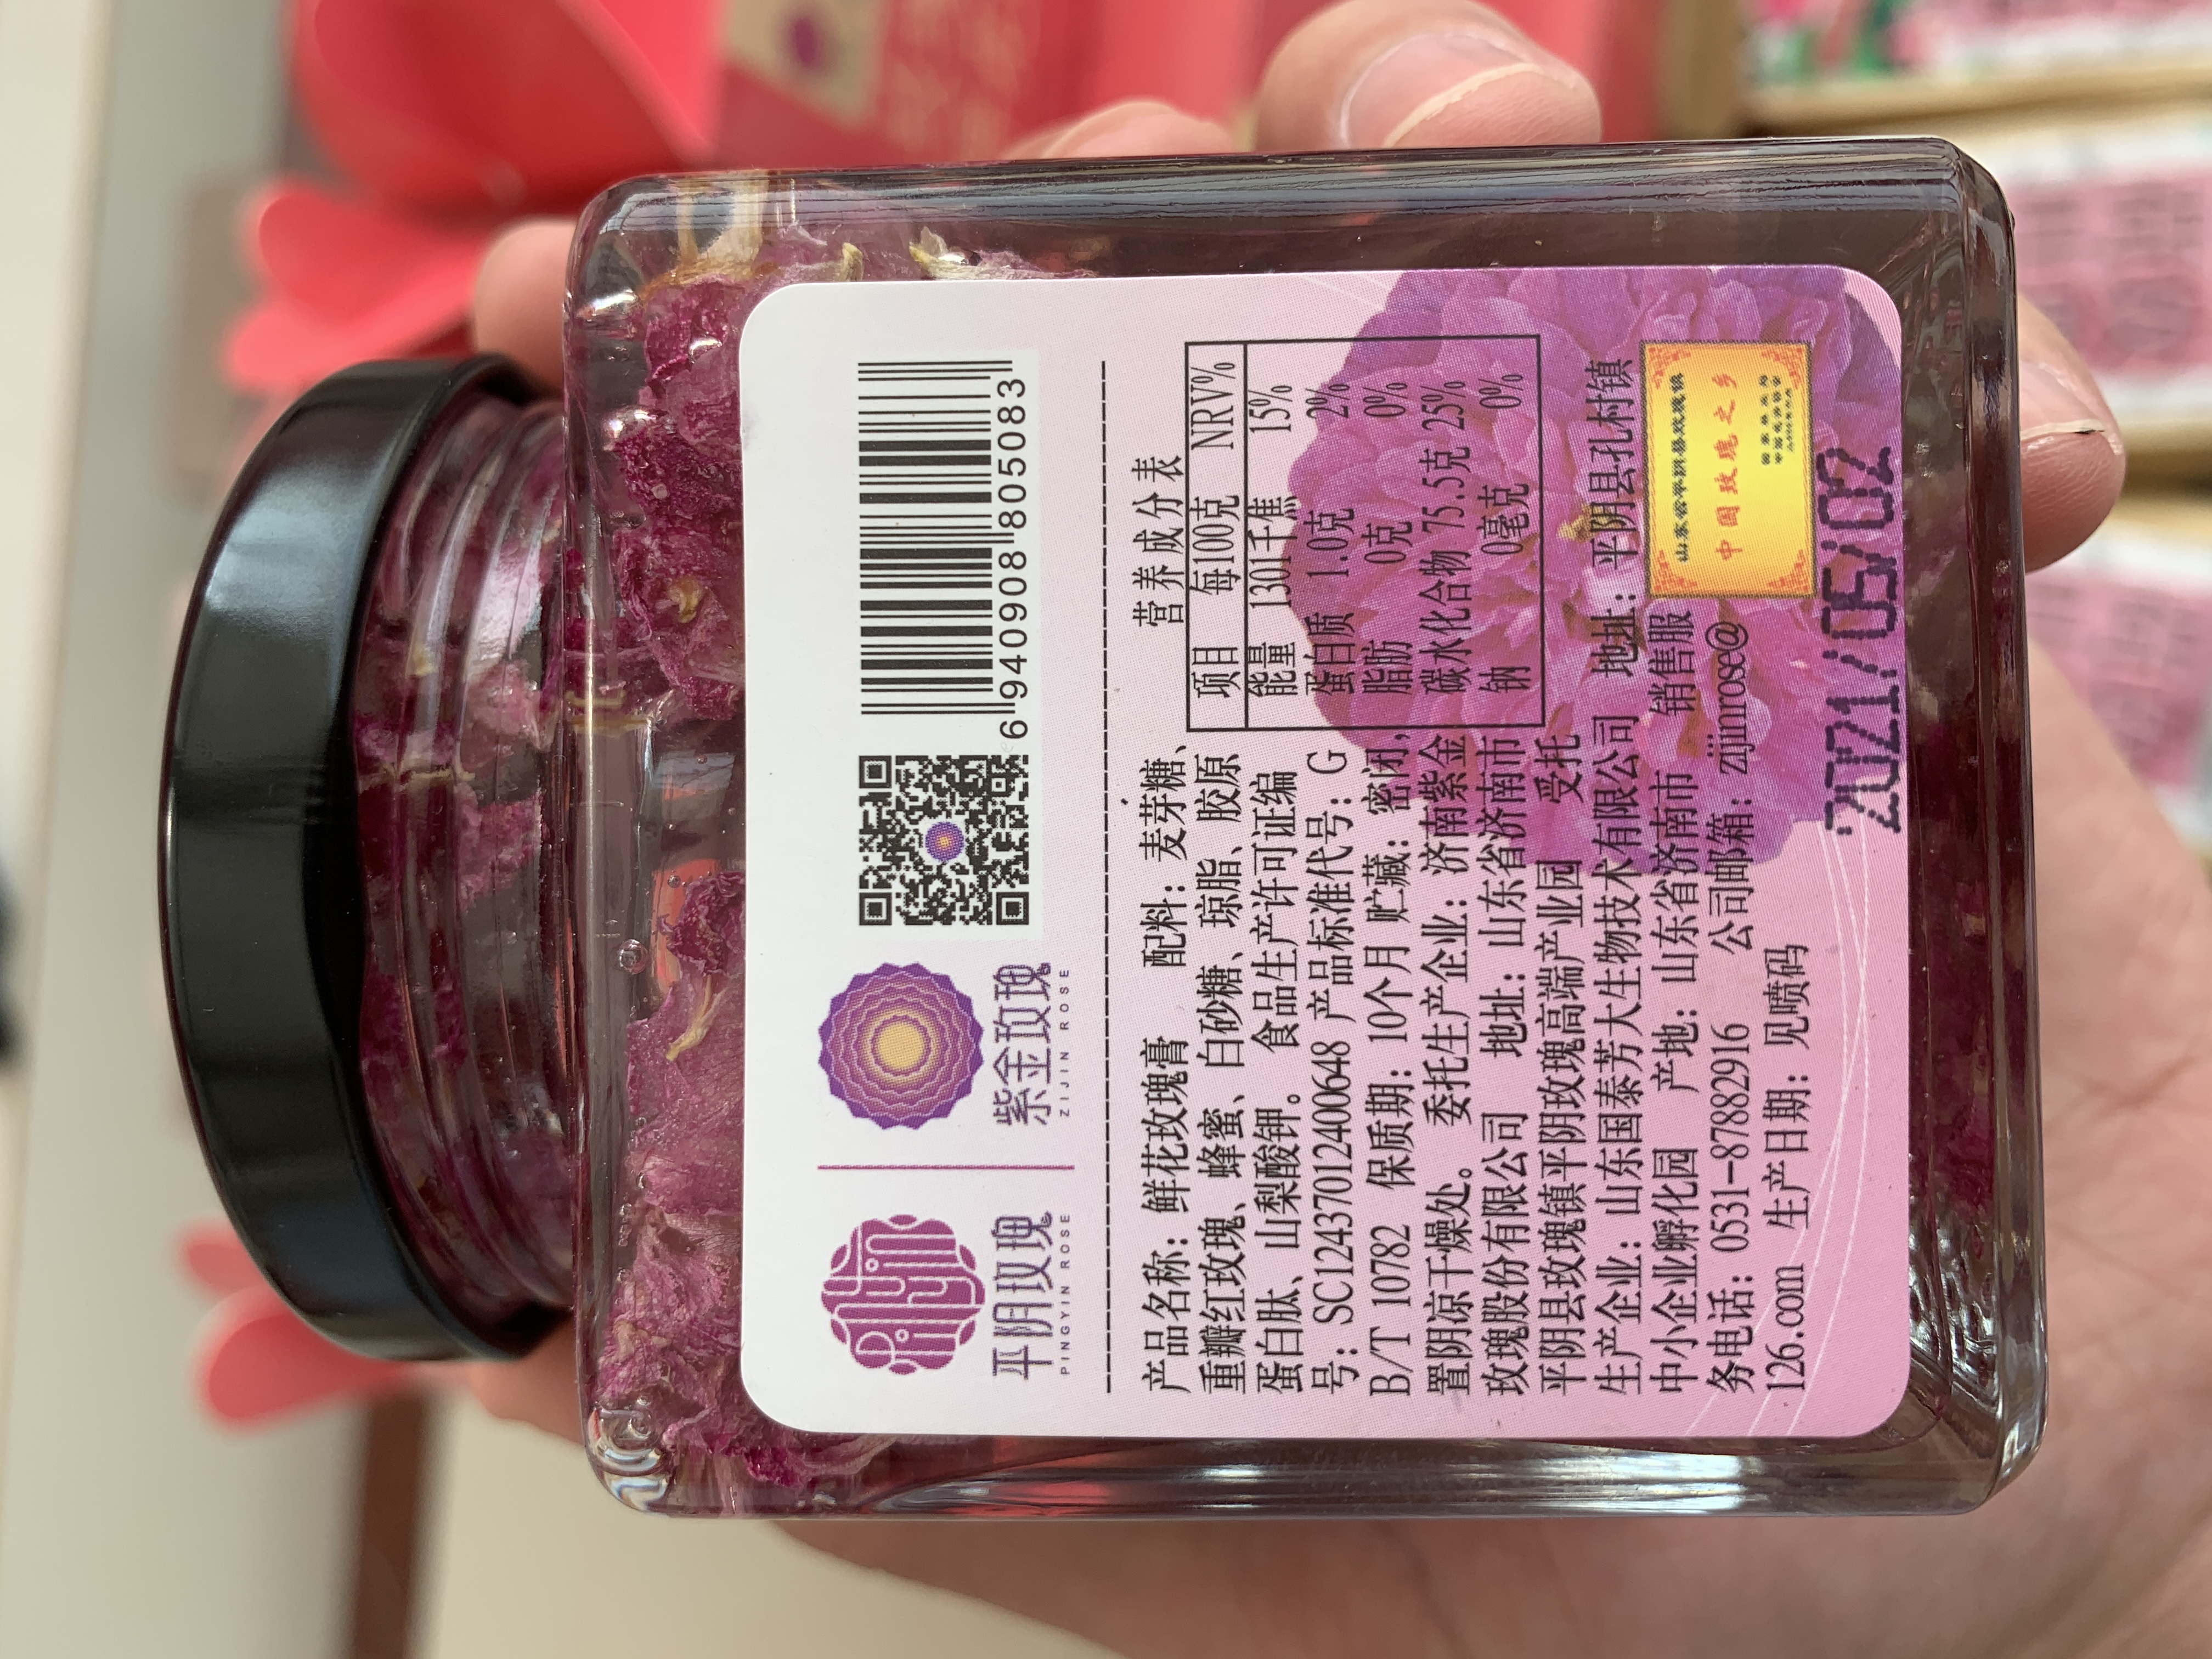 平阴玫瑰
PINGYIN ROSE
紫金玫瑰
ZIJIN ROSE
6 940908 805083
产品名称：鲜花玫瑰膏 配料：麦芽糖、
重瓣红玫瑰、蜂蜜、白砂糖、琼脂、胶原
蛋白肽、山梨酸钾。 食品生产许可证编
号：SC12437012400648 产品标准代号：G
B/T 10782 保质期：10个月 贮藏：密闭，
置阴凉干燥处。 委托生产企业：济南紫金
玫瑰股份有限公司 地址：山东省济南市
平阴县玫瑰镇平阴玫瑰高端产业园 受托
生产企业：山东国泰芳大生物技术有限公司 地址：平阴县孔村镇
中小企业孵化园 产地：山东省济南市 销售服
务电话：0531-87882916 公司邮箱：zijinrose@
126.com 生产日期：见喷码
营养成分表
项目 每100克 NRV%
能量 1301千焦 15%
蛋白质 1.0克 2%
脂肪 0克 0%
碳水化合物 75.5克 25%
钠 0毫克 0%
中国玫瑰之乡
2021/05/02